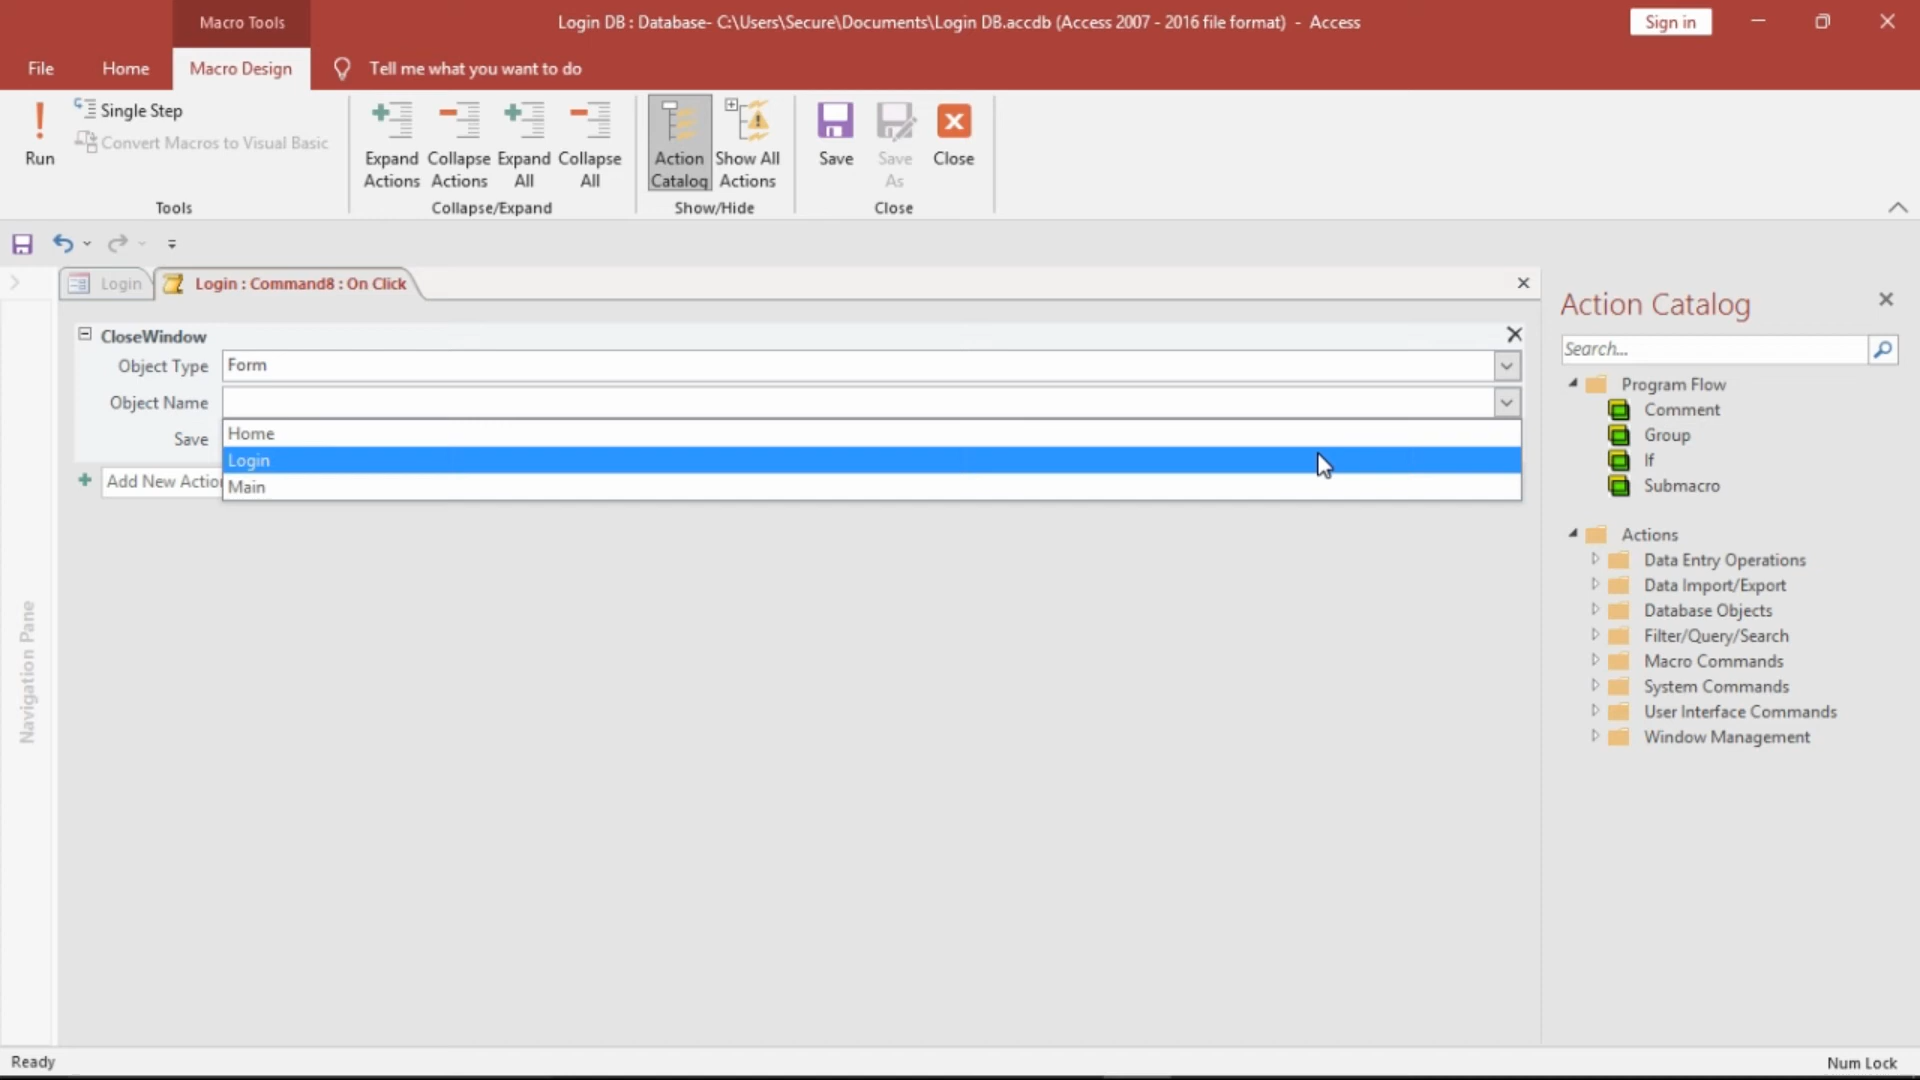 Macro Tools
Login DB : Database- C:\Users\Secure\Documents\Login DB.accdb (Access 2007 - 2016 file format) - Access
Sign in
File
Home
Macro Design
Tell me what you want to do
Run
Single Step
Convert Macros to Visual Basic
Tools
Expand Actions
Collapse Actions
Expand All
Collapse All
Collapse/Expand
Action Catalog
Show All Actions
Show/Hide
Save
Save As
Close
Close
Login
Login : Command8 : On Click
CloseWindow
Object Type
Form
Object Name
Save
Home
Login
Main
Add New Actio
Navigation Pane
Action Catalog
Search...
Program Flow
Comment
Group
If
Submacro
Actions
Data Entry Operations
Data Import/Export
Database Objects
Filter/Query/Search
Macro Commands
System Commands
User Interface Commands
Window Management
Ready
Num Lock